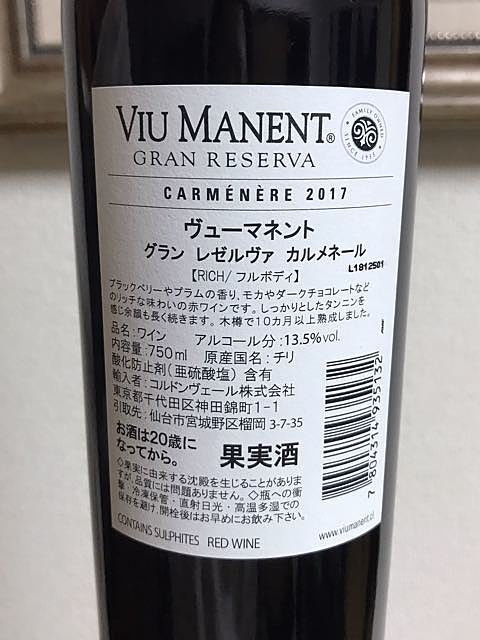 VIU MANENT®
FAMILY OWNED
SINCE 1935
GRAN RESERVA
CARMÉNÈRE 2017
ヴューマネント
グラン レゼルヴァ カルメネール
【RICH/フルボディ】
L1812501
ブラックベリーやプラムの香り、モカやダークチョコレートなど
のリッチな味わいの赤ワインです。しっかりとしたタンニンを
感じ余韻も長く続きます。木樽で10カ月以上熟成しました。
品名:ワイン アルコール分:13.5%vol.
内容量:750ml 原産国名:チリ
酸化防止剤(亜硫酸塩)含有
輸入者:コルドンヴェール株式会社
東京都千代田区神田錦町1-1
引取先:仙台市宮城野区榴岡3-7-35
お酒は20歳に
なってから。
果実酒
◇果実に由来する沈殿を生じることがありま
すが、品質には問題ありません。◇瓶への衝
撃、冷凍保管・直射日光・高温多湿での
保存を避け、開栓後はお早めにお飲み下さい。
7804314935132
CONTAINS SULPHITES RED WINE
www.viumanent.cl